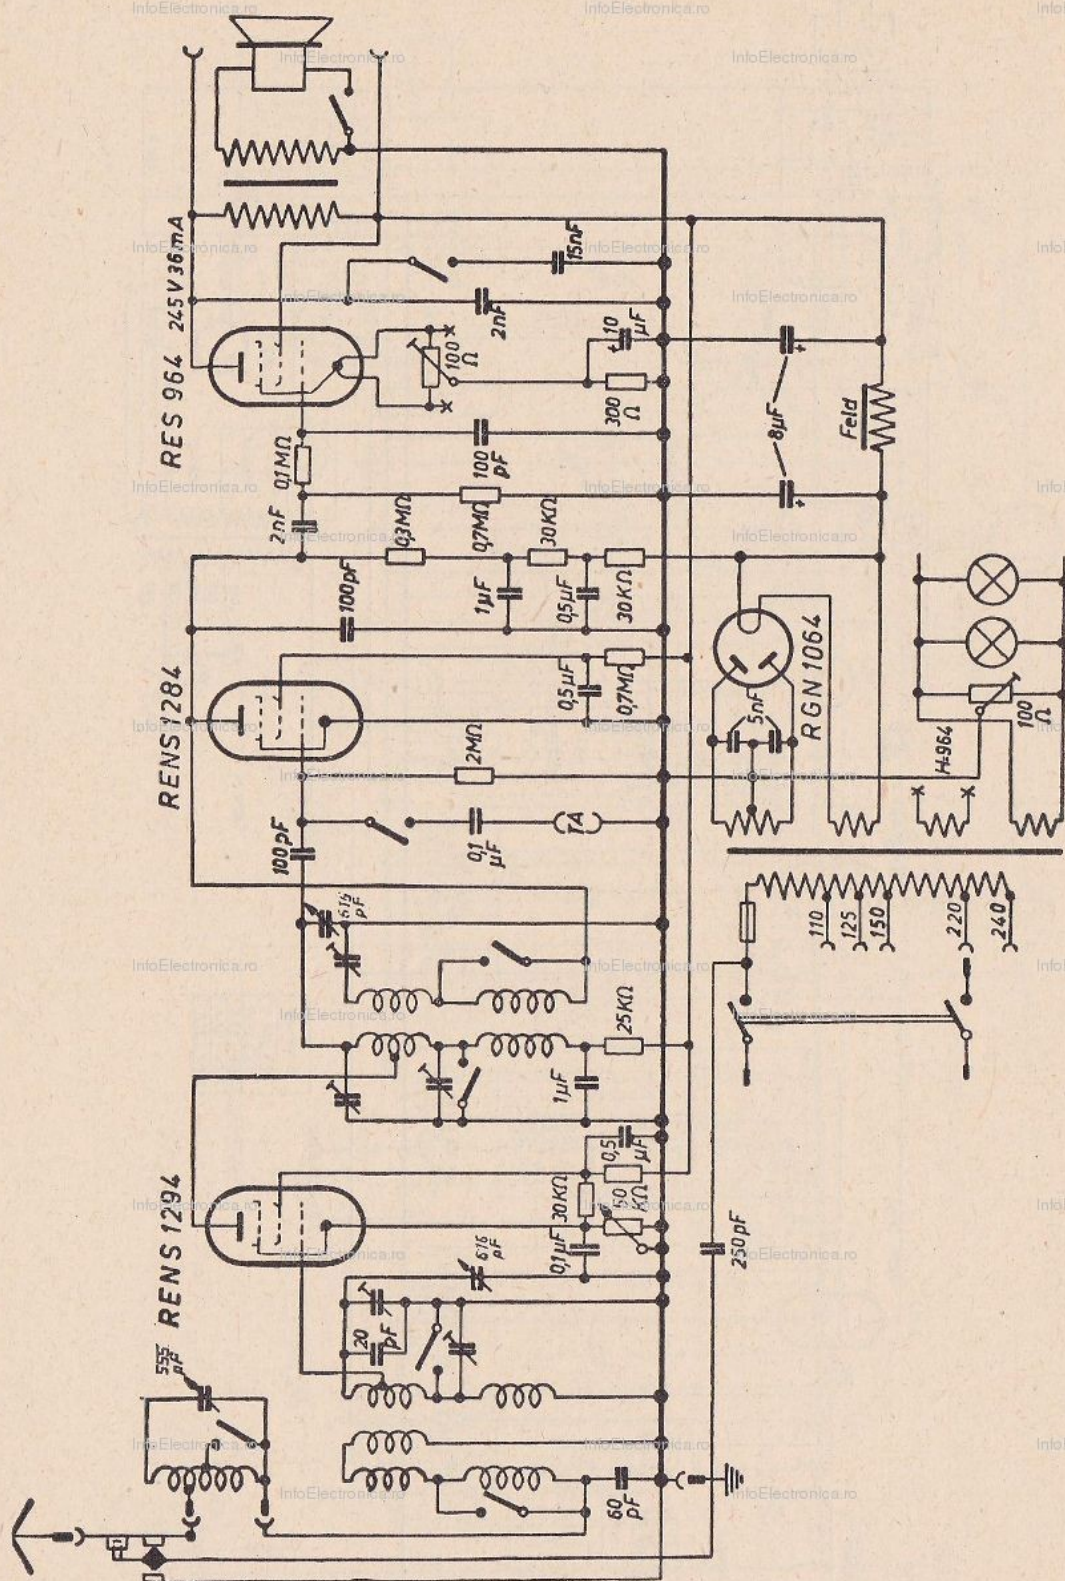 InfoElectronica.ro
RES 964 245V 36mA
15nF
2nF
10 µF
100 Ω
300 Ω
8µF
Feld
0,1MΩ
100 pF
2nF
0,3MΩ
0,7MΩ
30KΩ
100pF
1µF
0,5µF
30KΩ
RENS 1284
0,5µF
0,7MΩ
5nF
RGN 1064
2MΩ
H-964
100 Ω
100pF
0,1 µF
TA
616 pF
110
125
150
220
240
25KΩ
1µF
RENS 1294
0,5 µF
30KΩ
50 KΩ
0,1µF
616 pF
250pF
20 pF
555 pF
60 pF